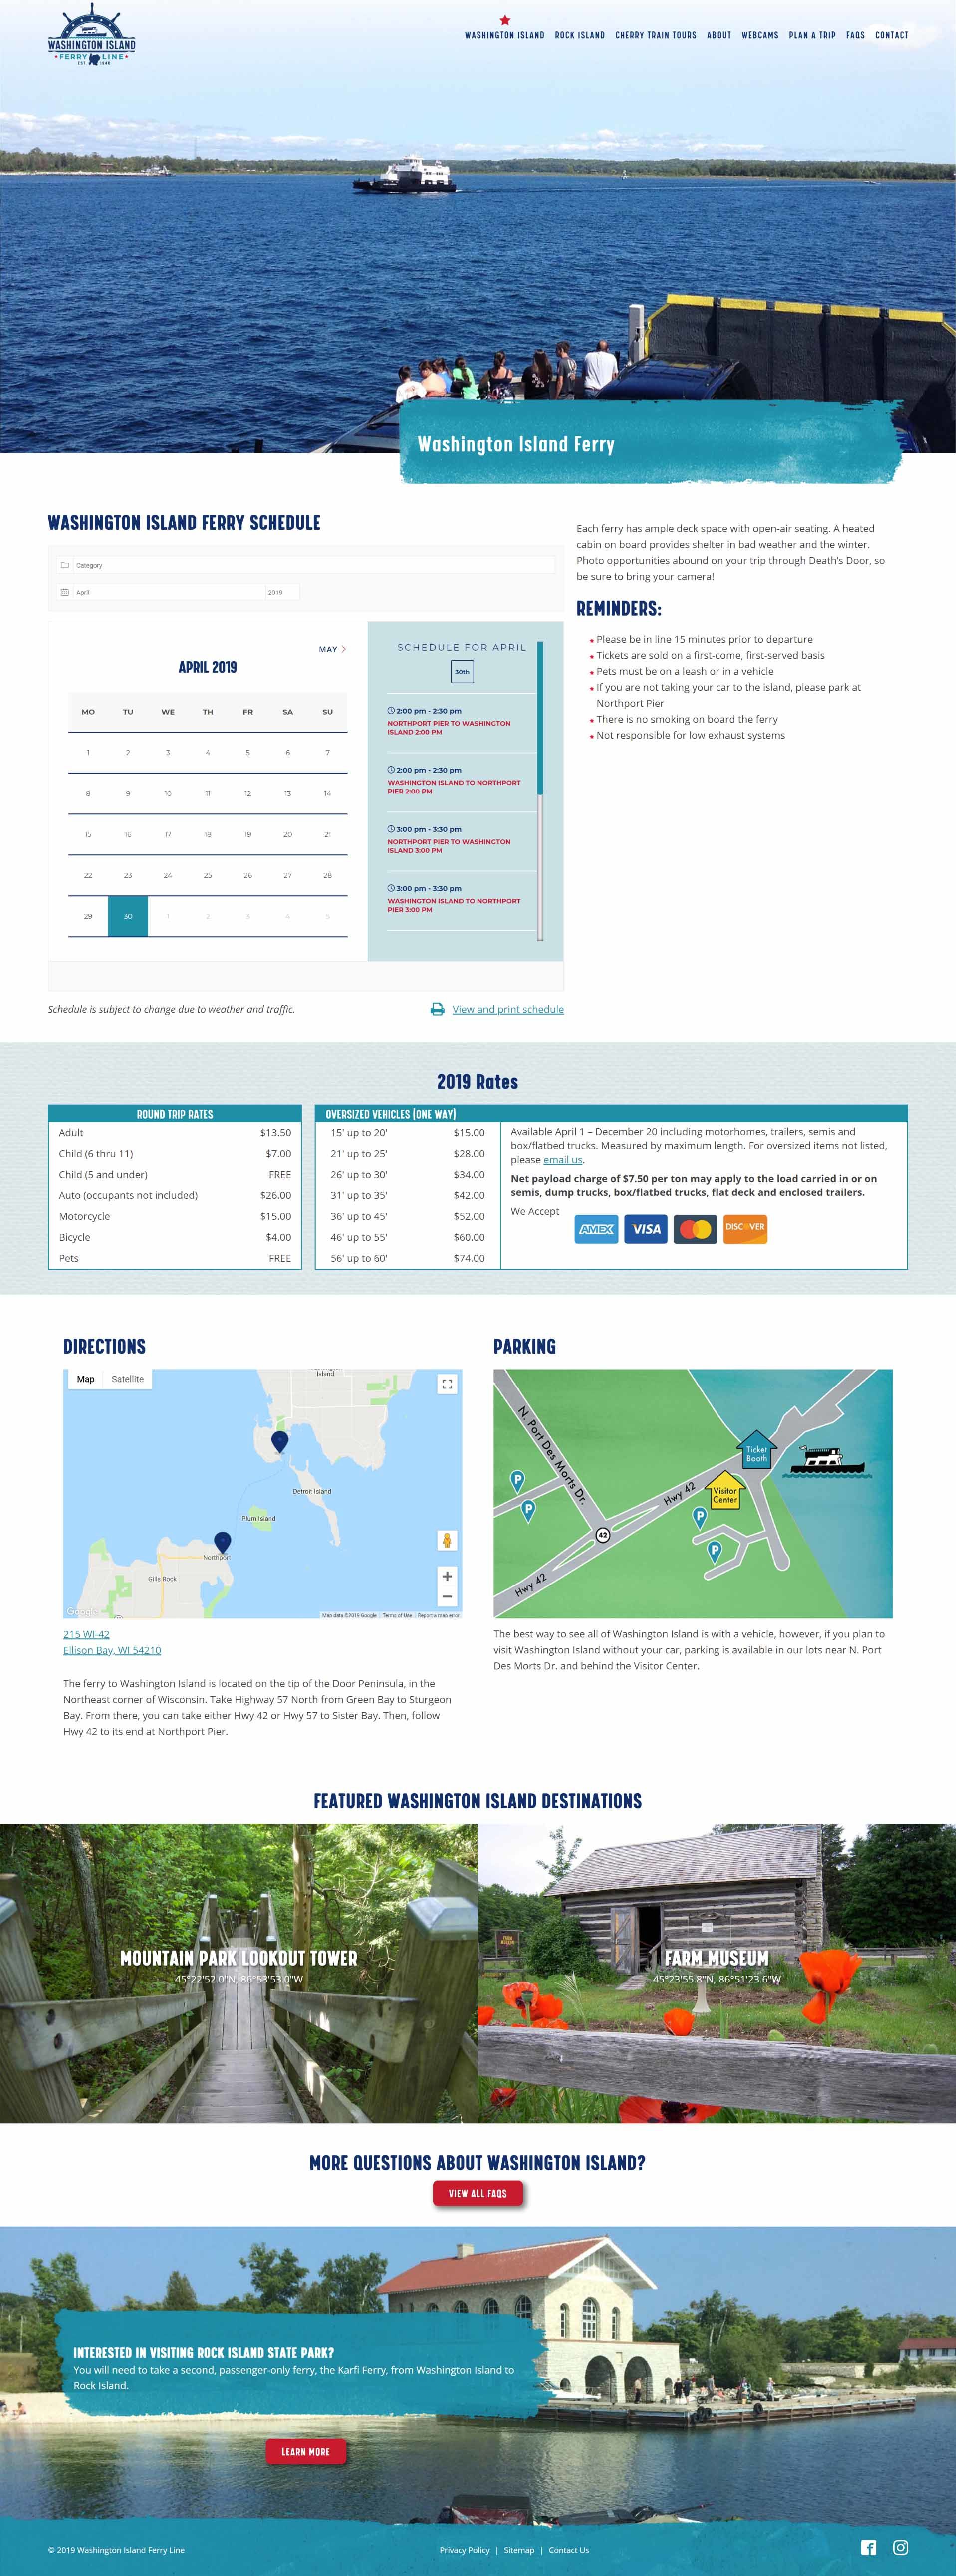 WASHINGTON ISLAND
FERRY LINE
EST. 1940
WASHINGTON ISLAND ROCK ISLAND CHERRY TRAIN TOURS ABOUT WEBCAMS PLAN A TRIP FAQS CONTACT
Washington Island Ferry
WASHINGTON ISLAND FERRY SCHEDULE
Category
April 2019
MAY
APRIL 2019
MO TU WE TH FR SA SU
1 2 3 4 5 6 7
8 9 10 11 12 13 14
15 16 17 18 19 20 21
22 23 24 25 26 27 28
29 30 1 2 3 4 5
SCHEDULE FOR APRIL
30th
2:00 pm - 2:30 pm
NORTHPORT PIER TO WASHINGTON
ISLAND 2:00 PM
2:00 pm - 2:30 pm
WASHINGTON ISLAND TO NORTHPORT
PIER 2:00 PM
3:00 pm - 3:30 pm
NORTHPORT PIER TO WASHINGTON
ISLAND 3:00 PM
3:00 pm - 3:30 pm
WASHINGTON ISLAND TO NORTHPORT
PIER 3:00 PM
Schedule is subject to change due to weather and traffic.
View and print schedule
Each ferry has ample deck space with open-air seating. A heated
cabin on board provides shelter in bad weather and the winter.
Photo opportunities abound on your trip through Death's Door, so
be sure to bring your camera!
REMINDERS:
Please be in line 15 minutes prior to departure
Tickets are sold on a first-come, first-served basis
Pets must be on a leash or in a vehicle
If you are not taking your car to the island, please park at
Northport Pier
There is no smoking on board the ferry
Not responsible for low exhaust systems
2019 Rates
ROUND TRIP RATES
Adult $13.50
Child (6 thru 11) $7.00
Child (5 and under) FREE
Auto (occupants not included) $26.00
Motorcycle $15.00
Bicycle $4.00
Pets FREE
OVERSIZED VEHICLES (ONE WAY)
15' up to 20' $15.00
21' up to 25' $28.00
26' up to 30' $34.00
31' up to 35' $42.00
36' up to 45' $52.00
46' up to 55' $60.00
56' up to 60' $74.00
Available April 1 – December 20 including motorhomes, trailers, semis and
box/flatbed trucks. Measured by maximum length. For oversized items not listed,
please email us.
Net payload charge of $7.50 per ton may apply to the load carried in or on
semis, dump trucks, box/flatbed trucks, flat deck and enclosed trailers.
We Accept
AMEX VISA MasterCard DISCOVER
DIRECTIONS
Map Satellite
Island
Detroit Island
Plum Island
Northport
Gills Rock
Google
Map data ©2019 Google Terms of Use Report a map error
215 WI-42
Ellison Bay, WI 54210
The ferry to Washington Island is located on the tip of the Door Peninsula, in the
Northeast corner of Wisconsin. Take Highway 57 North from Green Bay to Sturgeon
Bay. From there, you can take either Hwy 42 or Hwy 57 to Sister Bay. Then, follow
Hwy 42 to its end at Northport Pier.
PARKING
N. Port Des Morts Dr.
Ticket
Booth
Visitor
Center
Hwy 42
P
P
P
P
42
Hwy 42
The best way to see all of Washington Island is with a vehicle, however, if you plan to
visit Washington Island without your car, parking is available in our lots near N. Port
Des Morts Dr. and behind the Visitor Center.
FEATURED WASHINGTON ISLAND DESTINATIONS
MOUNTAIN PARK LOOKOUT TOWER
45°22'52.0"N, 86°53'53.0"W
FARM MUSEUM
45°23'55.8"N, 86°51'23.6"W
MORE QUESTIONS ABOUT WASHINGTON ISLAND?
VIEW ALL FAQS
INTERESTED IN VISITING ROCK ISLAND STATE PARK?
You will need to take a second, passenger-only ferry, the Karfi Ferry, from Washington Island to
Rock Island.
LEARN MORE
© 2019 Washington Island Ferry Line
Privacy Policy | Sitemap | Contact Us